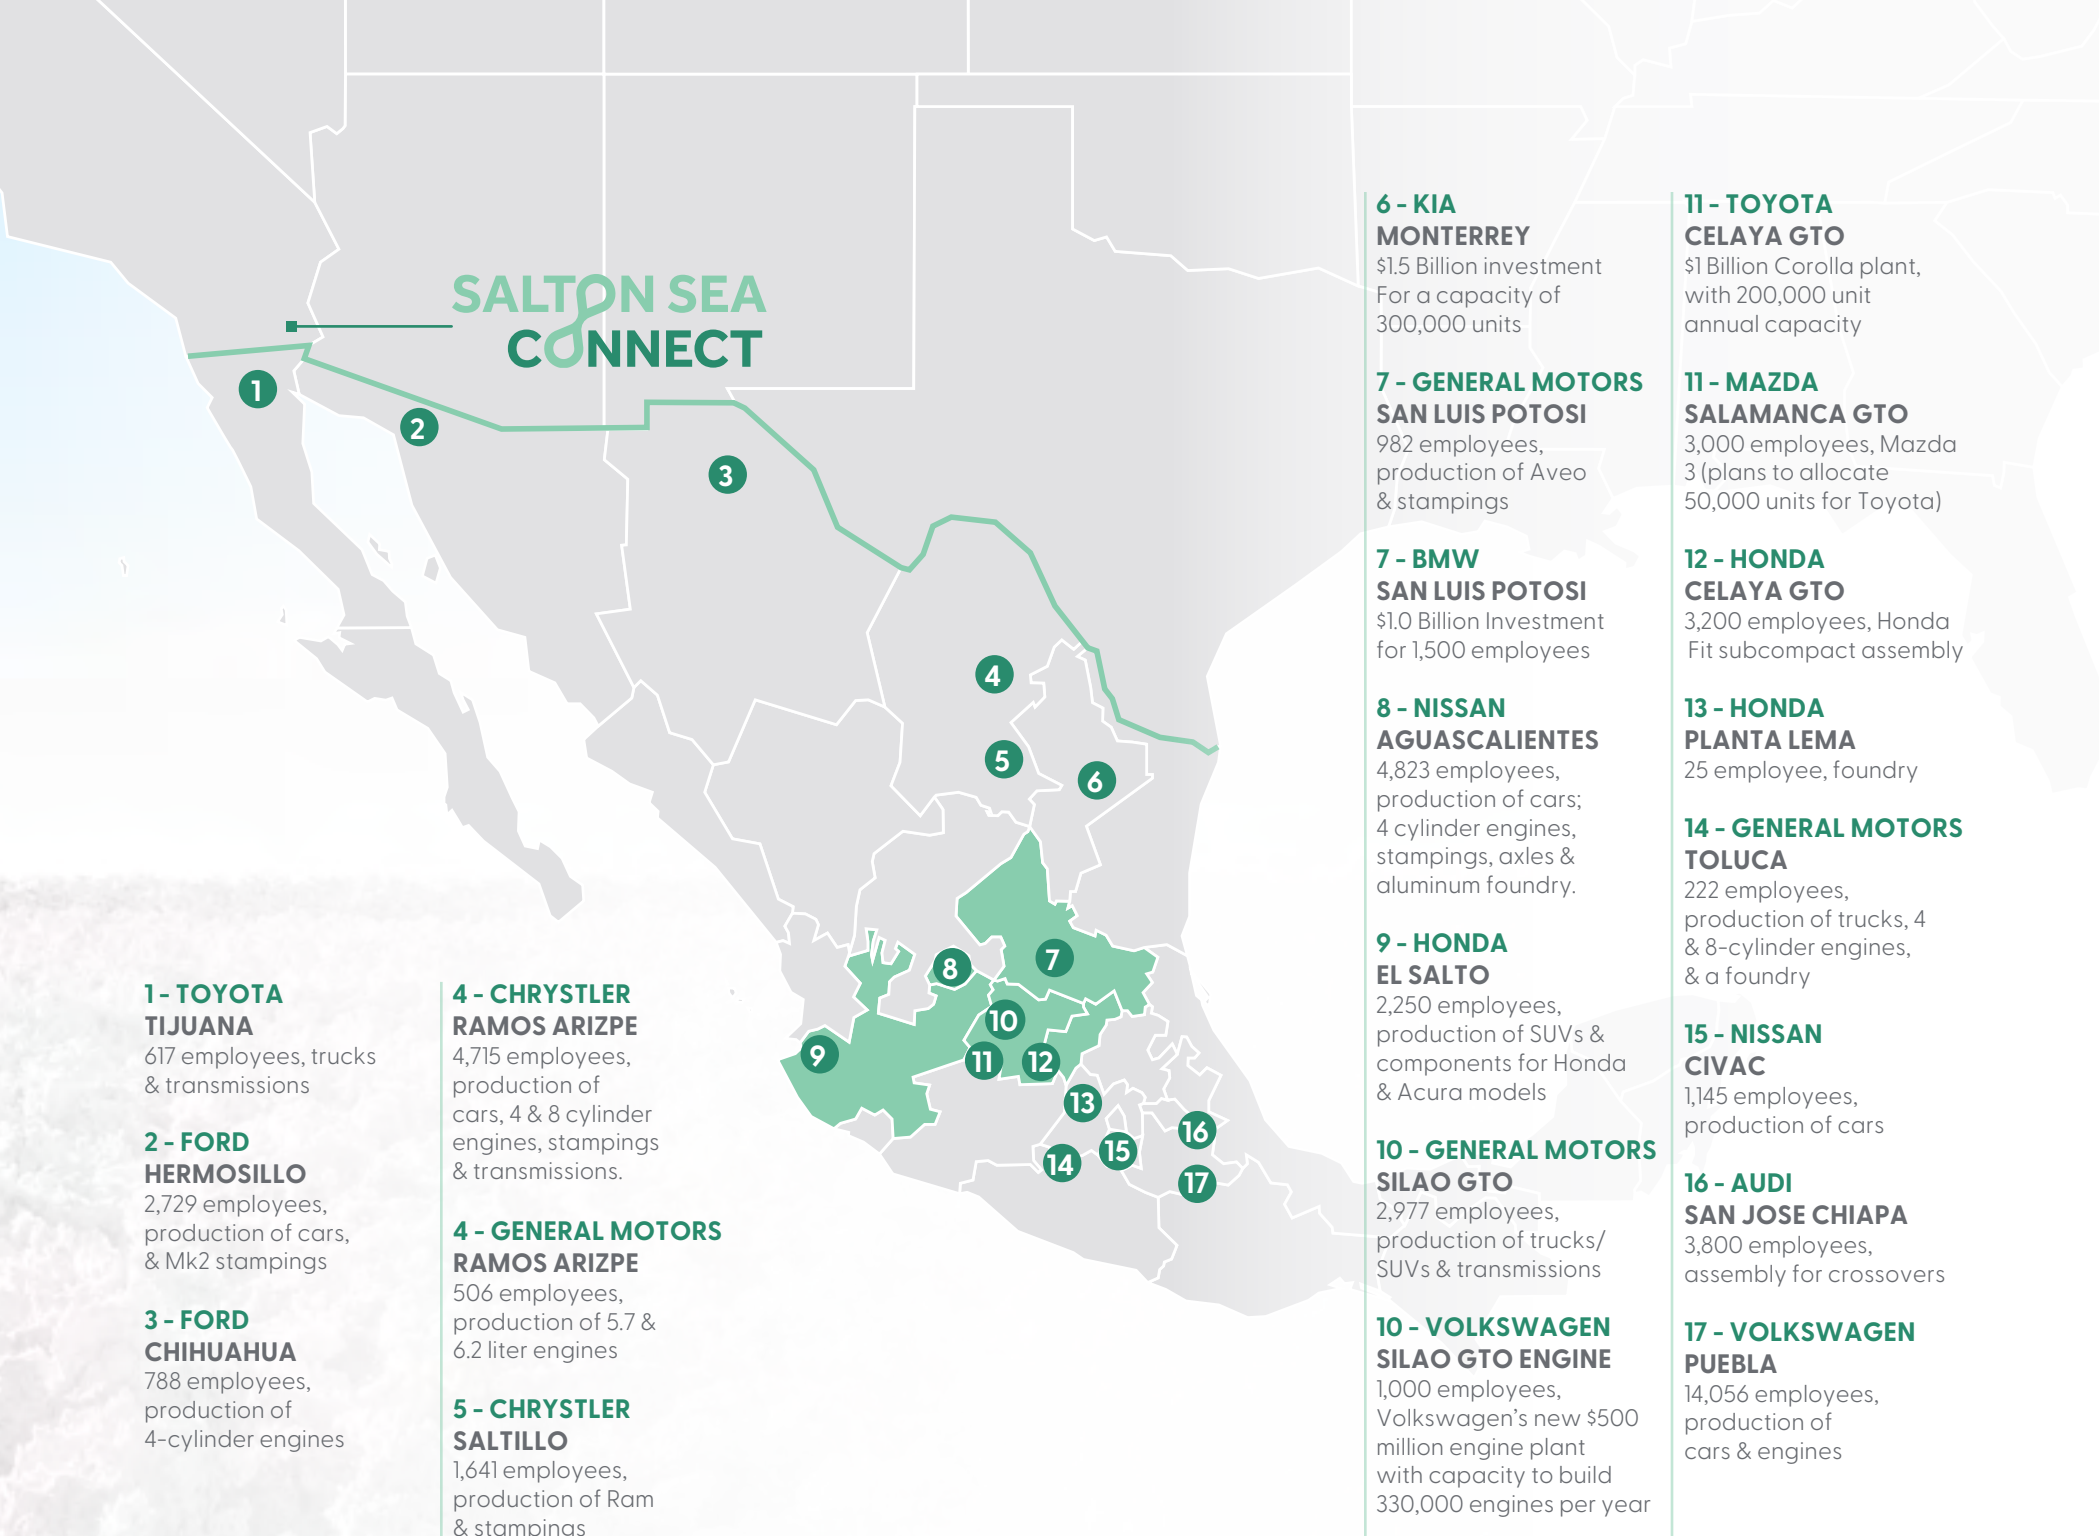 SALTON SEA
CONNECT
1
2
3
4
5
6
7
8
9
10
11
12
13
14
15
16
17
1 - TOYOTA
TIJUANA
617 employees, trucks
& transmissions
2 - FORD
HERMOSILLO
2,729 employees,
production of cars,
& Mk2 stampings
3 - FORD
CHIHUAHUA
788 employees,
production of
4-cylinder engines
4 - CHRYSTLER
RAMOS ARIZPE
4,715 employees,
production of
cars, 4 & 8 cylinder
engines, stampings
& transmissions.
4 - GENERAL MOTORS
RAMOS ARIZPE
506 employees,
production of 5.7 &
6.2 liter engines
5 - CHRYSTLER
SALTILLO
1,641 employees,
production of Ram
& stampings
6 - KIA
MONTERREY
$1.5 Billion investment
For a capacity of
300,000 units
7 - GENERAL MOTORS
SAN LUIS POTOSI
982 employees,
production of Aveo
& stampings
7 - BMW
SAN LUIS POTOSI
$1.0 Billion Investment
for 1,500 employees
8 - NISSAN
AGUASCALIENTES
4,823 employees,
production of cars;
4 cylinder engines,
stampings, axles &
aluminum foundry.
9 - HONDA
EL SALTO
2,250 employees,
production of SUVs &
components for Honda
& Acura models
10 - GENERAL MOTORS
SILAO GTO
2,977 employees,
production of trucks/
SUVs & transmissions
10 - VOLKSWAGEN
SILAO GTO ENGINE
1,000 employees,
Volkswagen's new $500
million engine plant
with capacity to build
330,000 engines per year
11 - TOYOTA
CELAYA GTO
$1 Billion Corolla plant,
with 200,000 unit
annual capacity
11 - MAZDA
SALAMANCA GTO
3,000 employees, Mazda
3 (plans to allocate
50,000 units for Toyota)
12 - HONDA
CELAYA GTO
3,200 employees, Honda
Fit subcompact assembly
13 - HONDA
PLANTA LEMA
25 employee, foundry
14 - GENERAL MOTORS
TOLUCA
222 employees,
production of trucks, 4
& 8-cylinder engines,
& a foundry
15 - NISSAN
CIVAC
1,145 employees,
production of cars
16 - AUDI
SAN JOSE CHIAPA
3,800 employees,
assembly for crossovers
17 - VOLKSWAGEN
PUEBLA
14,056 employees,
production of
cars & engines